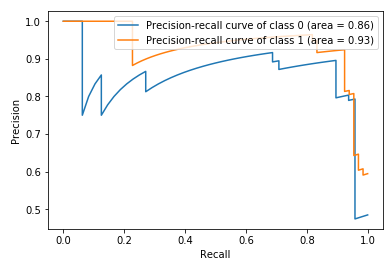 Precision-recall curve of class 0 (area = 0.86)
Precision-recall curve of class 1 (area = 0.93)
1.0
0.9
0.8
0.7
0.6
0.5
Precision
0.0 0.2 0.4 0.6 0.8 1.0
Recall